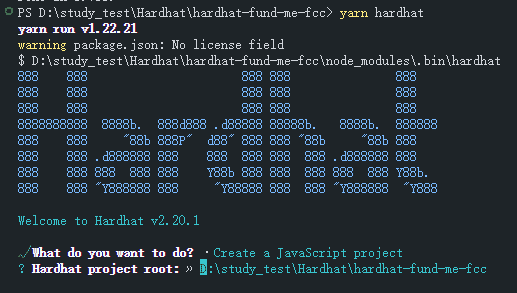 PS D:\study_test\Hardhat\hardhat-fund-me-fcc> yarn hardhat
yarn run v1.22.21
warning package.json: No license field
$ D:\study_test\Hardhat\hardhat-fund-me-fcc\node_modules\.bin\hardhat
888    888                      888 888               888
888    888                      888 888               888
888    888                      888 888               888
8888888888  8888b.  888d888 .d88888 88888b.   8888b.  888888
888    888     "88b 888P"  d88" 888 888 "88b     "88b 888
888    888 .d888888 888    888  888 888  888 .d888888 888
888    888 888  888 888    Y88b 888 888  888 888  888 Y88b.
888    888 "Y888888 888     "Y88888 888  888 "Y888888  "Y888
Welcome to Hardhat v2.20.1
√ What do you want to do? · Create a JavaScript project
? Hardhat project root: » D:\study_test\Hardhat\hardhat-fund-me-fcc